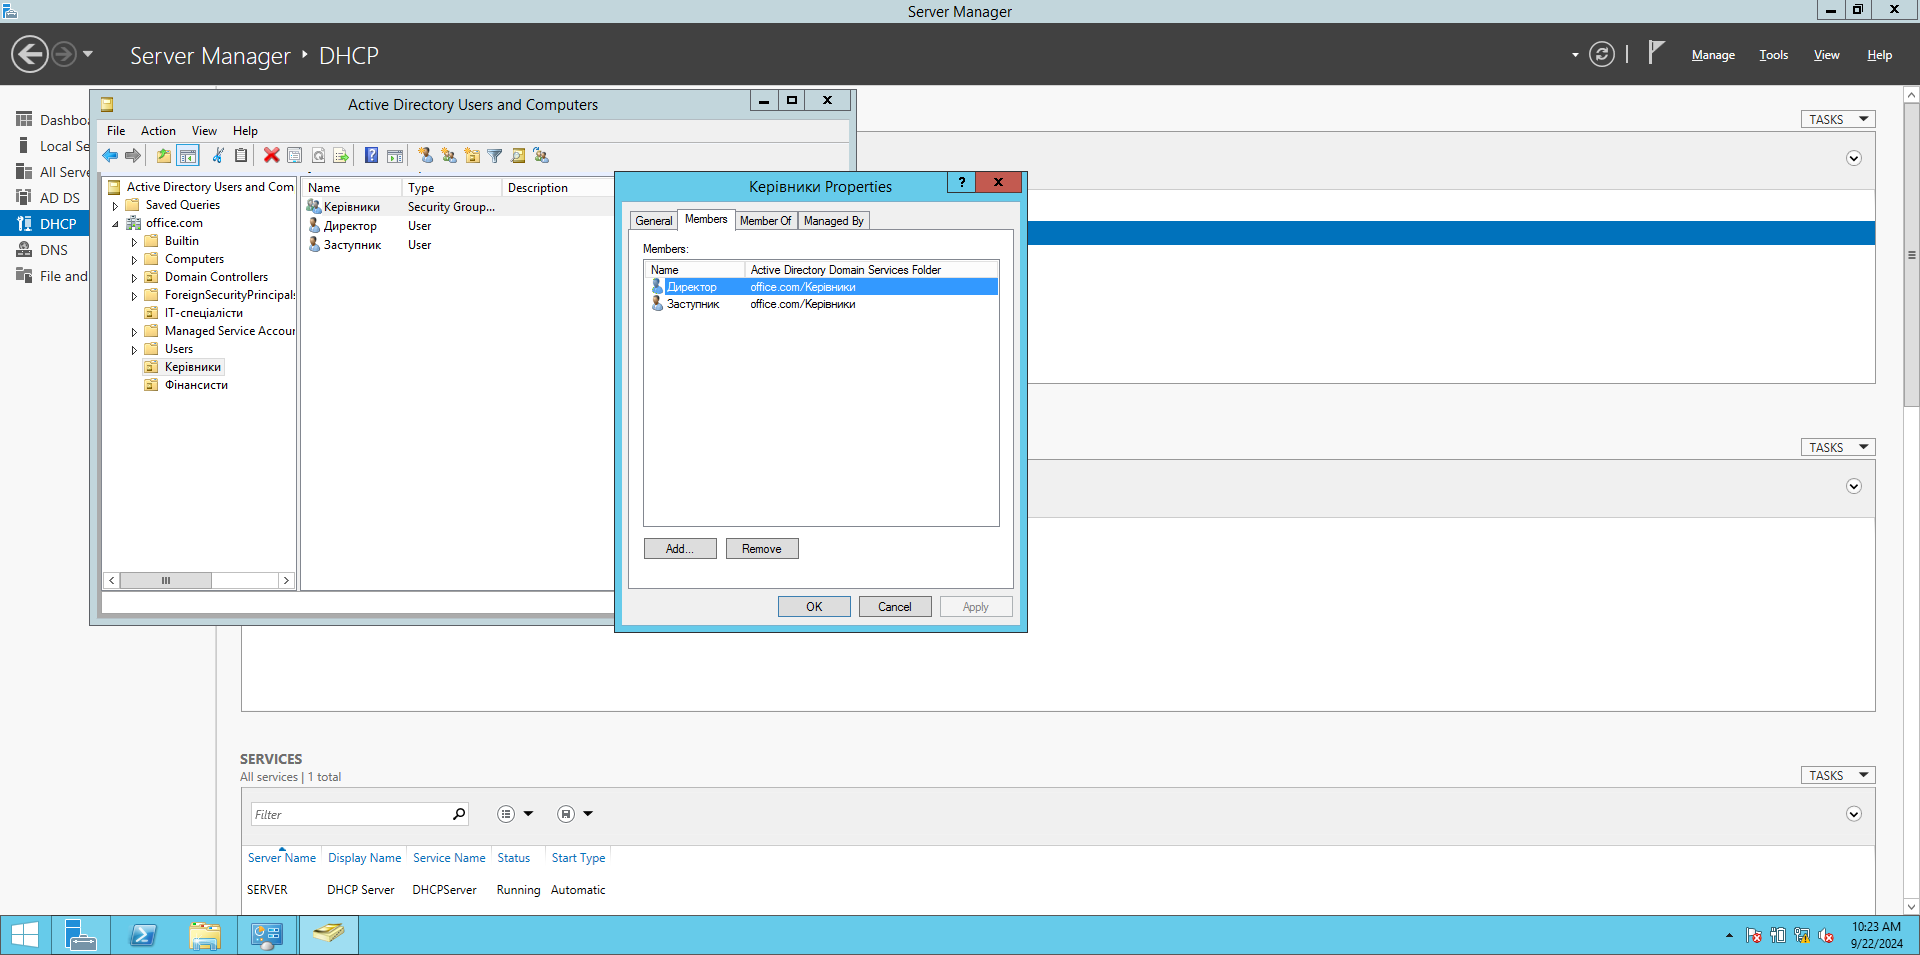 Server Manager
Server Manager ‣ DHCP
Manage Tools View Help
Dashbo
Local Se
All Serve
AD DS
DHCP
DNS
File and
TASKS
Active Directory Users and Computers
File Action View Help
Active Directory Users and Com
Saved Queries
office.com
Builtin
Computers
Domain Controllers
ForeignSecurityPrincipals
ІТ-спеціалісти
Managed Service Accour
Users
Керівники
Фінансисти
Name Type Description
Керівники Security Group...
Директор User
Заступник User
Керівники Properties
General Members Member Of Managed By
Members:
Name Active Directory Domain Services Folder
Директор office.com/Керівники
Заступник office.com/Керівники
Add... Remove
OK Cancel Apply
TASKS
SERVICES
All services | 1 total
TASKS
Filter
Server Name Display Name Service Name Status Start Type
SERVER DHCP Server DHCPServer Running Automatic
10:23 AM
9/22/2024